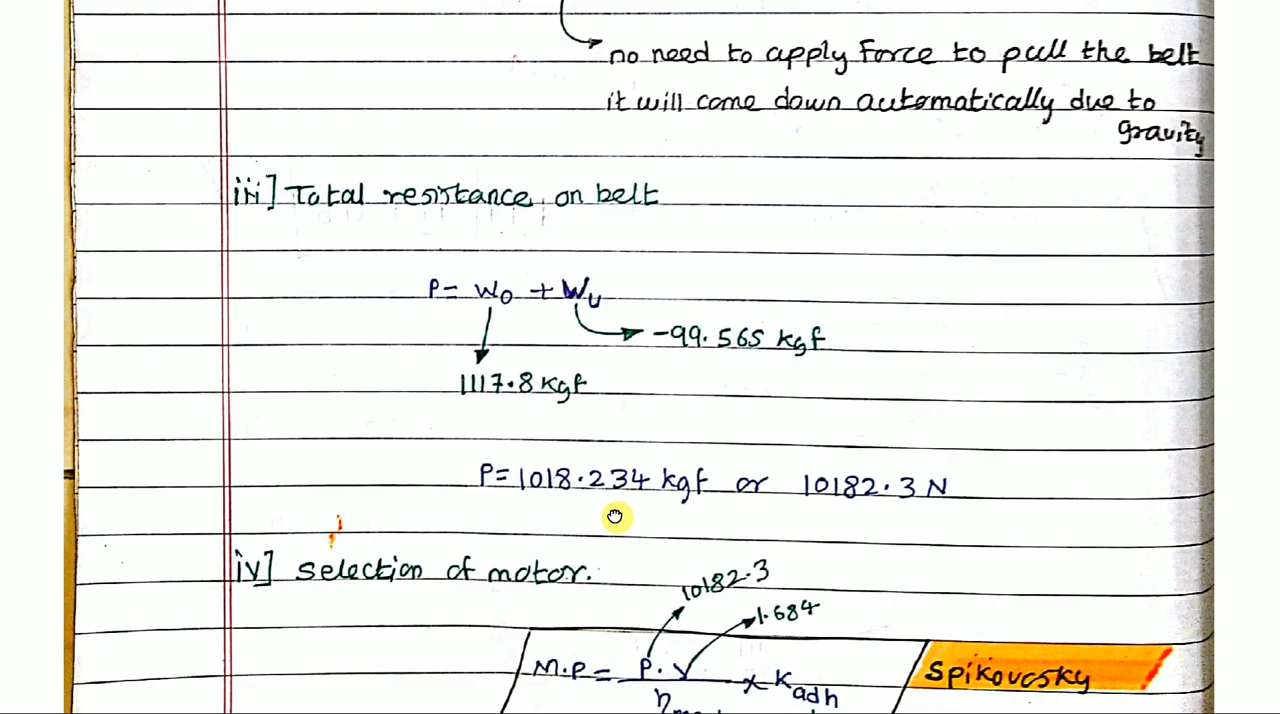 no need to apply Force to pull the belt
it will come down automatically due to
gravity
iii] Total resistance on belt
P = W₀ + Wᵤ
-99.565 kgf
1117.8 kgf
P = 1018.234 kgf or 10182.3 N
iv] Selection of motor.
10182.3
1.684
M.P = P. V × Kadh
Spikovcsky
η